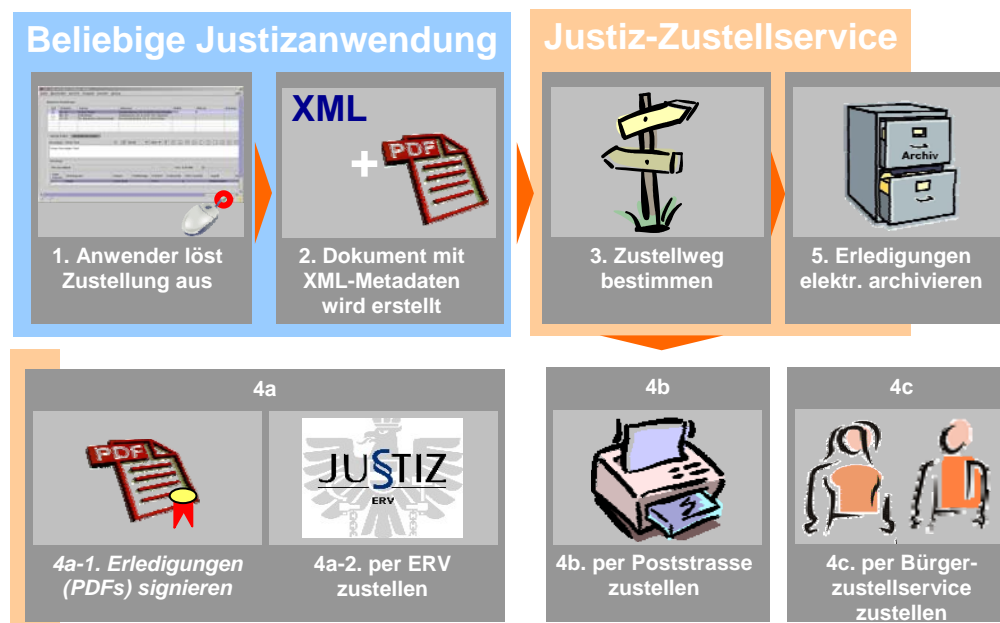 Beliebige Justizanwendung
Justiz-Zustellservice
1. Anwender löst
Zustellung aus
XML
+
PDF
2. Dokument mit
XML-Metadaten
wird erstellt
3. Zustellweg
bestimmen
Archiv
5. Erledigungen
elektr. archivieren
4a
PDF
4a-1. Erledigungen
(PDFs) signieren
JU§TIZ
ERV
4a-2. per ERV
zustellen
4b
4b. per Poststrasse
zustellen
4c
4c. per Bürger-
zustellservice
zustellen